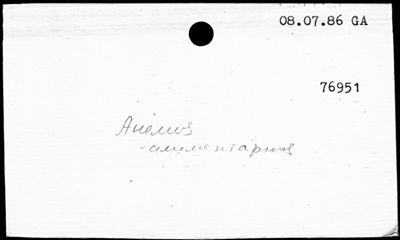 08.07.86 GA
76951
Анемия
-алиментарная